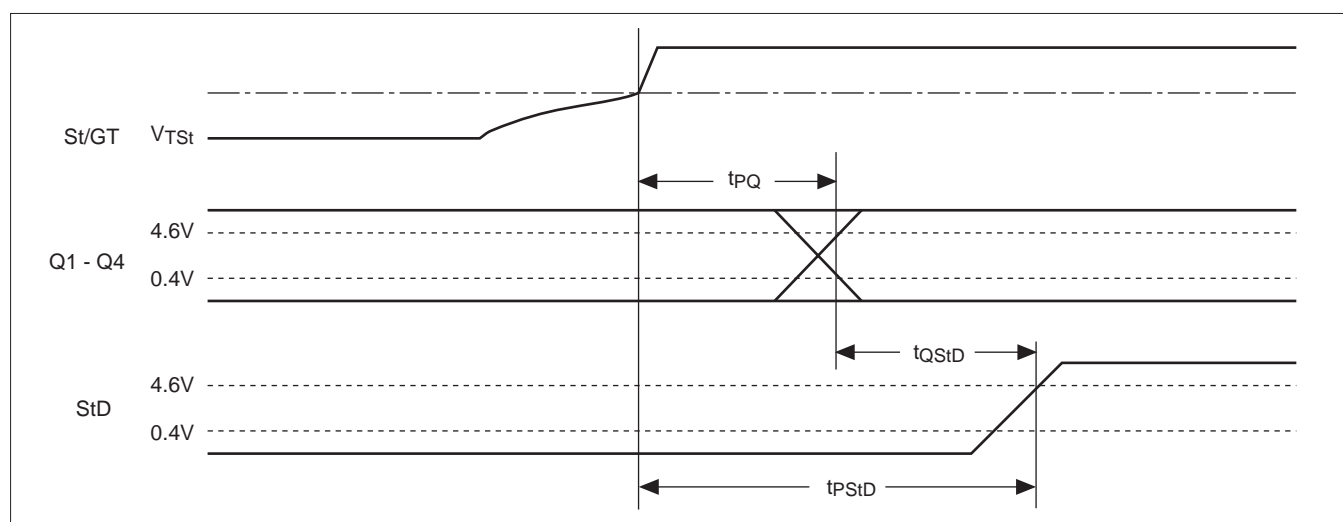 St/GT VTSt
tPQ
4.6V
Q1 - Q4
0.4V
tQStD
4.6V
StD
0.4V
tPStD